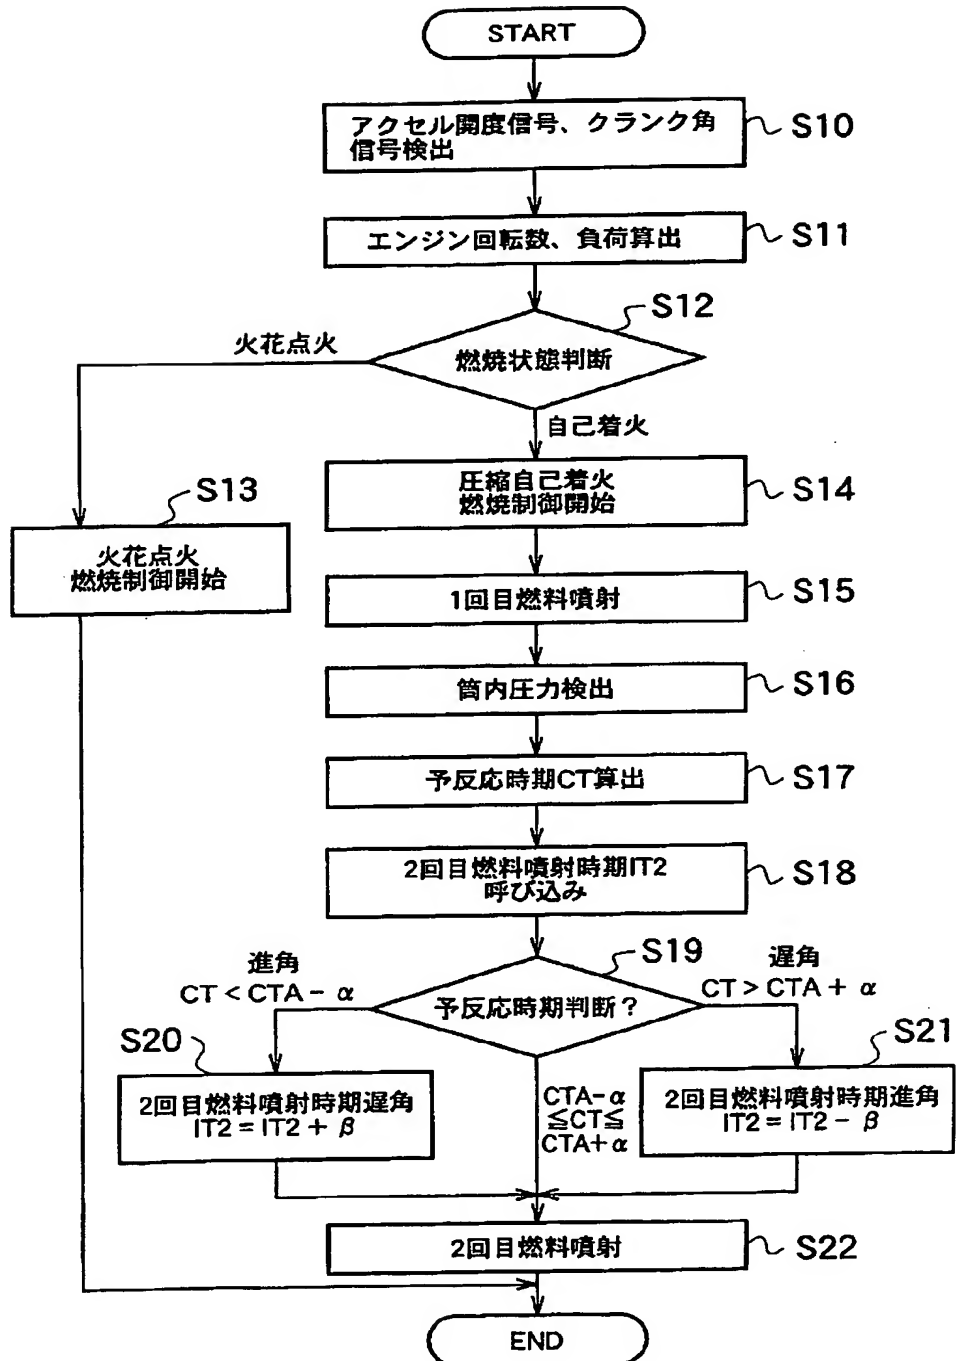 START
アクセル開度信号、クランク角
信号検出
S10
エンジン回転数、負荷算出
S11
S12
火花点火
燃焼状態判断
自己着火
S13
火花点火
燃焼制御開始
圧縮自己着火
燃焼制御開始
S14
1回目燃料噴射
S15
筒内圧力検出
S16
予反応時期CT算出
S17
2回目燃料噴射時期IT2
呼び込み
S18
進角
CT < CTA - α
S19
遅角
CT > CTA + α
予反応時期判断？
S20
2回目燃料噴射時期遅角
IT2 = IT2 + β
CTA-α
≦CT≦
CTA+α
S21
2回目燃料噴射時期進角
IT2 = IT2 - β
2回目燃料噴射
S22
END